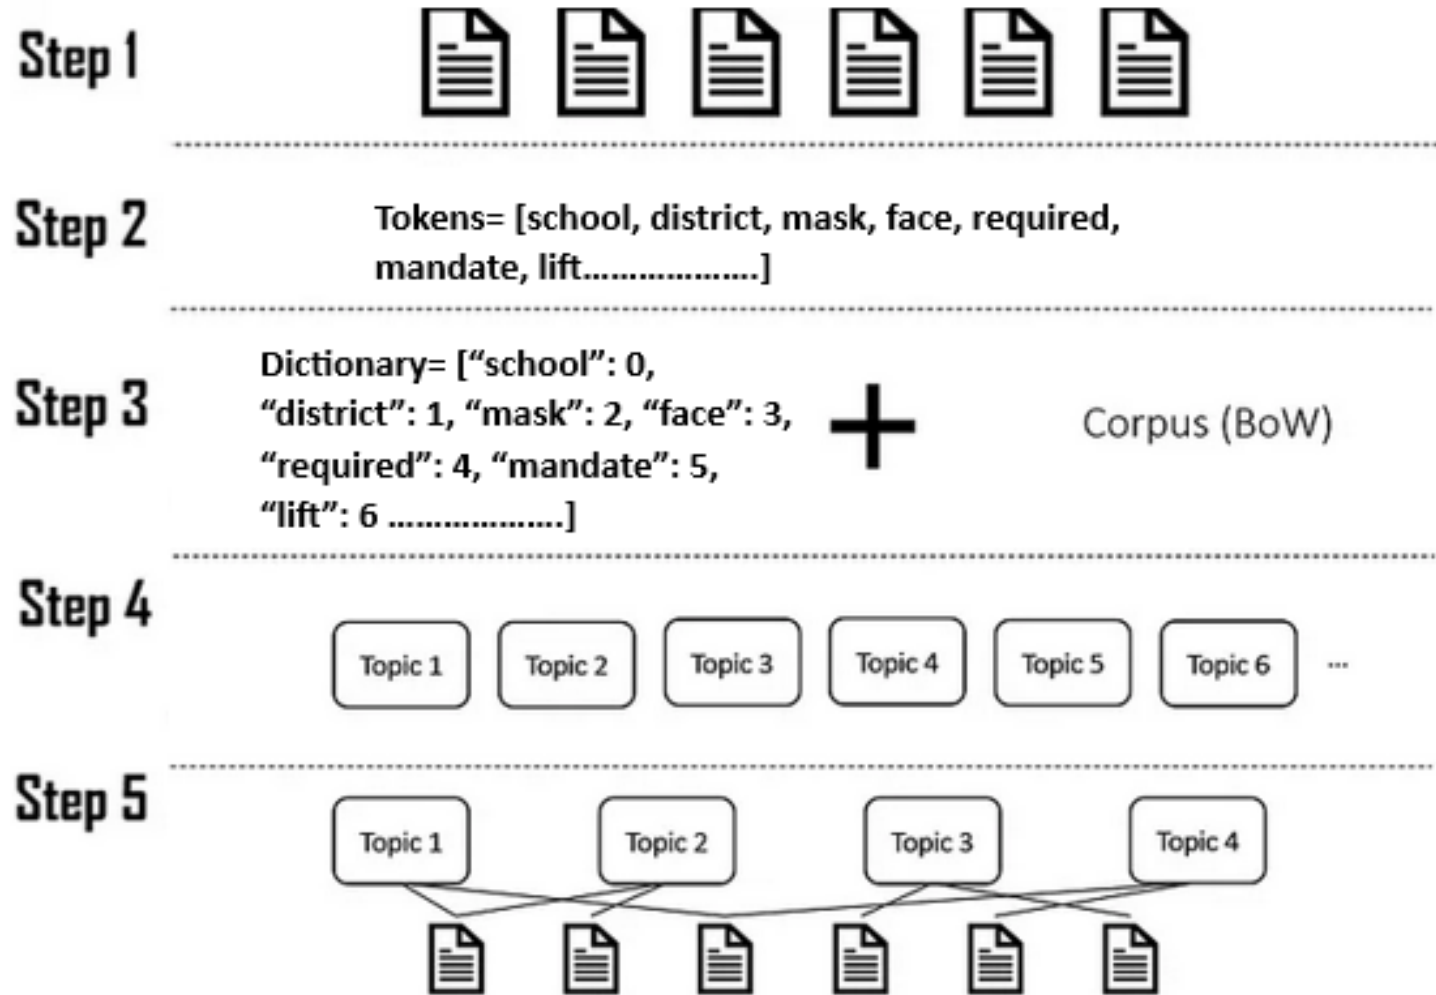 Step 1
Step 2
Tokens= [school, district, mask, face, required,
mandate, lift...................]
Step 3
Dictionary= [“school”: 0,
“district”: 1, “mask”: 2, “face”: 3,
“required”: 4, “mandate”: 5,
“lift”: 6 ...................]
Corpus (BoW)
Step 4
Topic 1 Topic 2 Topic 3 Topic 4 Topic 5 Topic 6 ...
Step 5
Topic 1 Topic 2 Topic 3 Topic 4